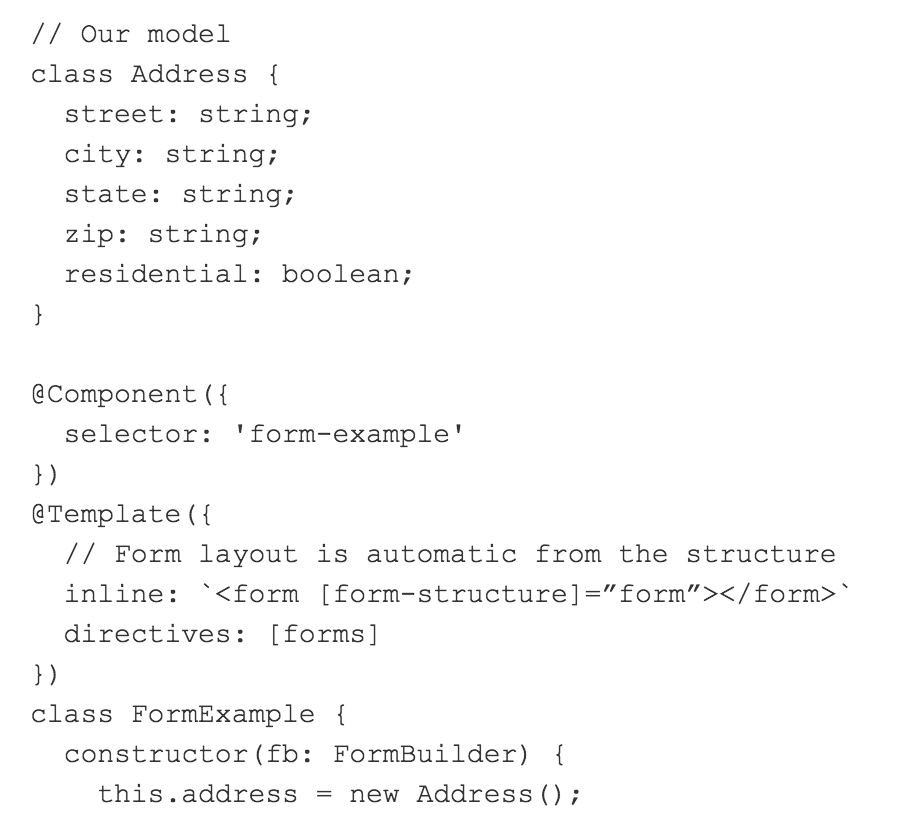 // Our model
class Address {
  street: string;
  city: string;
  state: string;
  zip: string;
  residential: boolean;
}

@Component({
  selector: 'form-example'
})
@Template({
  // Form layout is automatic from the structure
  inline: `<form [form-structure]=”form”></form>`
  directives: [forms]
})
class FormExample {
  constructor(fb: FormBuilder) {
    this.address = new Address();